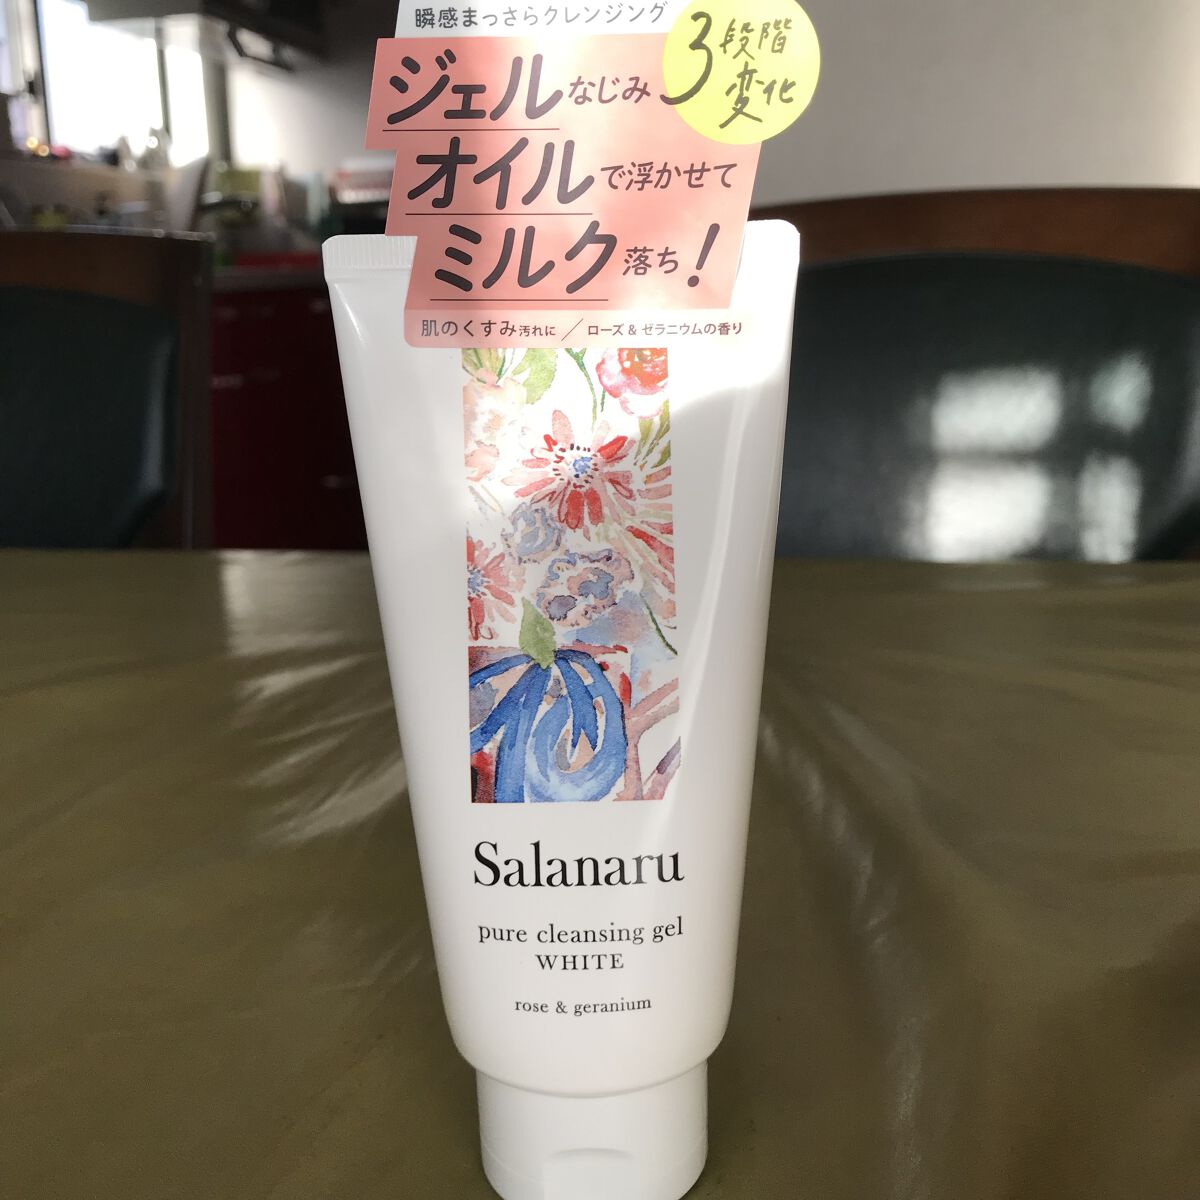 瞬感まっさらクレンジング
3段階
変化
ジェルなじみ
オイルで浮かせて
ミルク落ち!
肌のくすみ汚れに/ローズ&ゼラニウムの香り
Salanaru
pure cleansing gel
WHITE
rose & geranium